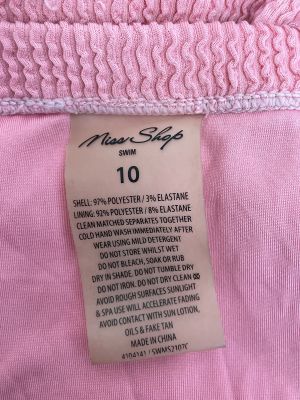 Miss Shop
SWIM
10
SHELL: 97% POLYESTER / 3% ELASTANE
LINING: 92% POLYESTER / 8% ELASTANE
CLEAN MATCHED SEPARATES TOGETHER
COLD HAND WASH IMMEDIATELY AFTER
WEAR USING MILD DETERGENT
DO NOT STORE WHILST WET
DO NOT BLEACH, SOAK OR RUB
DRY IN SHADE. DO NOT TUMBLE DRY
DO NOT IRON. DO NOT DRY CLEAN
AVOID ROUGH SURFACES SUNLIGHT
& SPA USE WILL ACCELERATE FADING
AVOID CONTACT WITH SUN LOTION,
OILS & FAKE TAN
MADE IN CHINA
4104141 / SWMS2107C